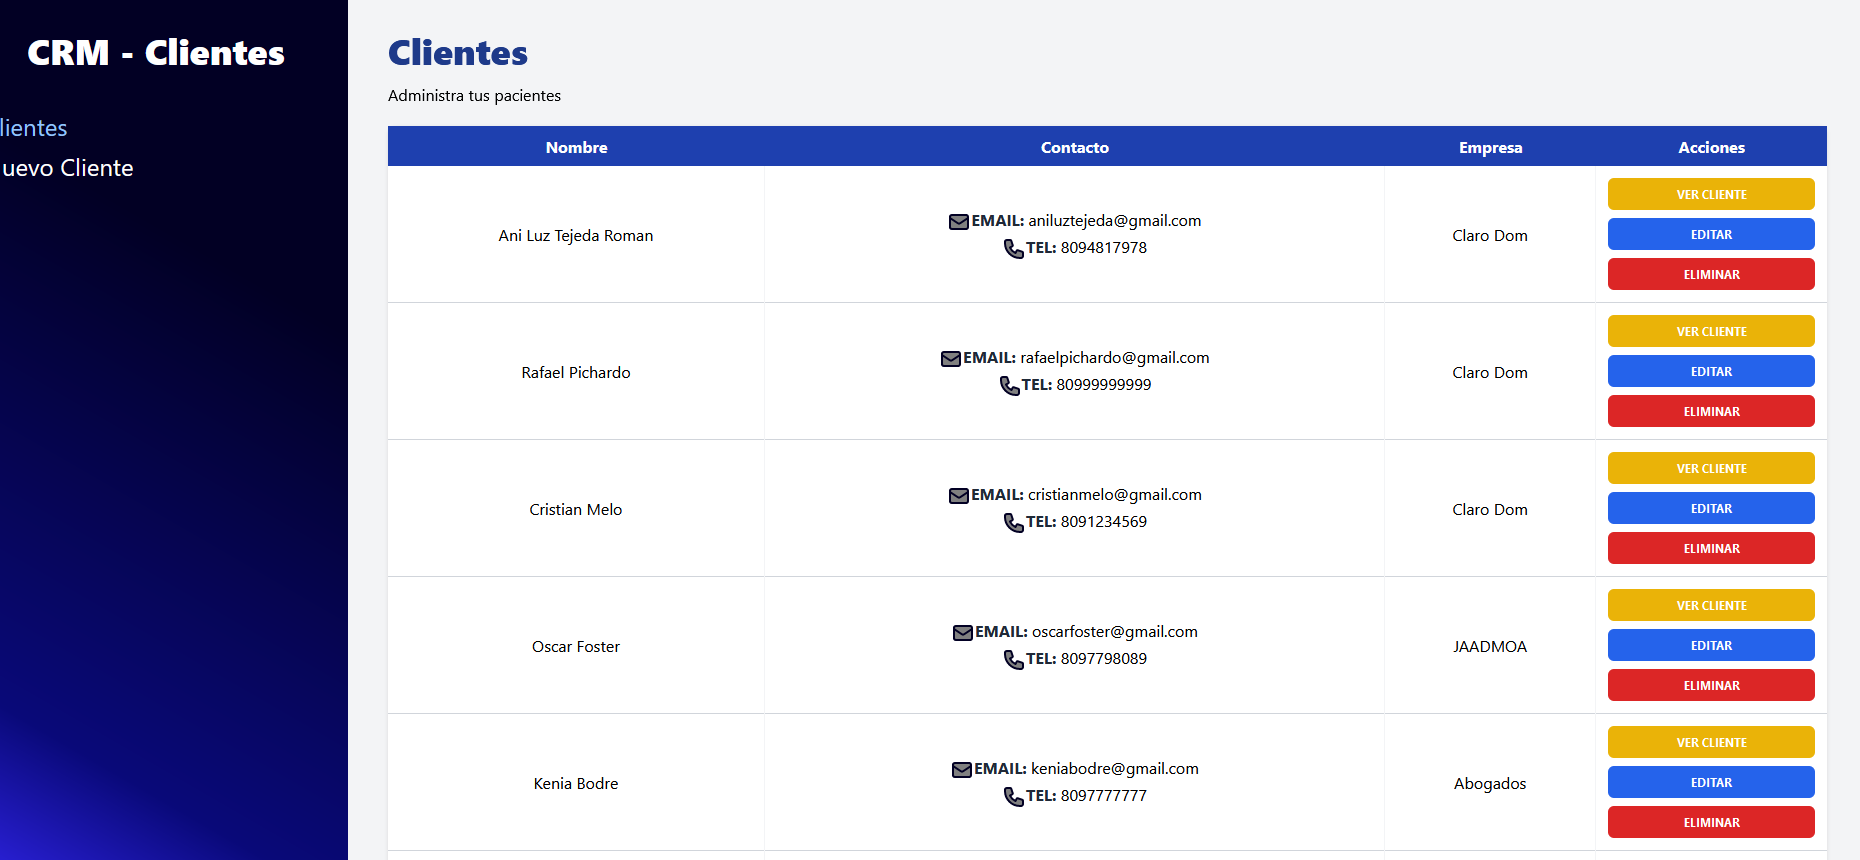 CRM - Clientes
lientes
uevo Cliente
Clientes
Administra tus pacientes
Nombre Contacto Empresa Acciones
Ani Luz Tejeda Roman
EMAIL: aniluztejeda@gmail.com
TEL: 8094817978
Claro Dom
VER CLIENTE
EDITAR
ELIMINAR
Rafael Pichardo
EMAIL: rafaelpichardo@gmail.com
TEL: 80999999999
Claro Dom
VER CLIENTE
EDITAR
ELIMINAR
Cristian Melo
EMAIL: cristianmelo@gmail.com
TEL: 8091234569
Claro Dom
VER CLIENTE
EDITAR
ELIMINAR
Oscar Foster
EMAIL: oscarfoster@gmail.com
TEL: 8097798089
JAADMOA
VER CLIENTE
EDITAR
ELIMINAR
Kenia Bodre
EMAIL: keniabodre@gmail.com
TEL: 8097777777
Abogados
VER CLIENTE
EDITAR
ELIMINAR